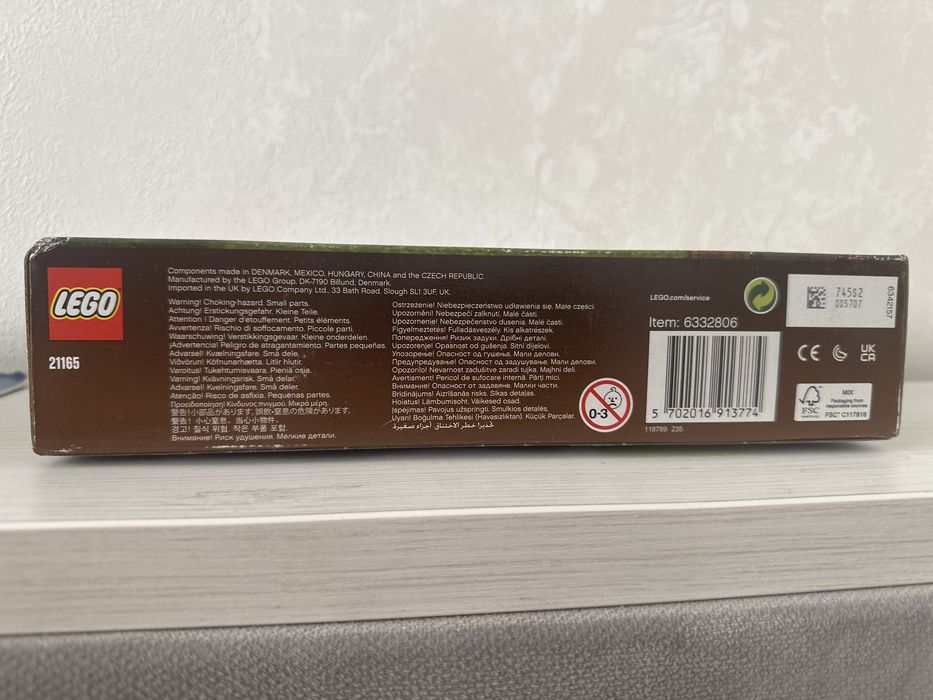 LEGO
21165
Components made in DENMARK, MEXICO, HUNGARY, CHINA and the CZECH REPUBLIC.
Manufactured by the LEGO Group, DK-7190 Billund, Denmark.
Imported in the UK by LEGO Company Ltd., 33 Bath Road, Slough SL1 3UF, UK.
Warning! Choking hazard. Small parts.
Achtung! Erstickungsgefahr. Kleine Teile.
Attention ! Danger d'étouffement. Petits éléments.
Avvertenza! Rischio di soffocamento. Piccole parti.
Waarschuwing! Verstikkingsgevaar. Kleine onderdelen.
¡Advertencia! Peligro de atragantamiento. Partes pequeñas.
Advarsel! Kvælningsfare. Små dele.
Viðvörun! Köfnunarhætta. Litlir hlutir.
Varoitus! Tukehtumisvaara. Pieniä osia.
Varning! Kvävningsrisk. Små delar.
Advarsel! Kvelningsfare. Små deler.
Atenção! Risco de asfixia. Partes pequenas.
Προειδοποίηση! Κίνδυνος πνιγμού. Μικρά μέρη.
警告!小部品があります。誤飲・窒息の危険があります。
警告! 小心窒息。当心小物件。
경고! 질식 위험. 작은 부품 포함.
Внимание! Риск удушения. Мелкие детали.
Ostrzeżenie! Niebezpieczeństwo udławienia się. Małe części.
Upozornění! Nebezpečí zalknutí. Malé části.
Upozornenie! Nebezpečenstvo dusenia. Malé časti.
Figyelmeztetés! Fulladásveszély. Kis alkatrészek.
Попередження! Ризик задухи. Дрібні деталі.
Upozorenje! Opasnost od gušenja. Sitni dijelovi.
Упозорење! Опасност од гушења. Мали делови.
Предупредување! Опасност од задушување. Мали делови.
Opozorilo! Nevarnost zadušitve zaradi tujka. Majhni deli.
Avertisment! Pericol de sufocare internă. Părți mici.
Внимание! Опасност от задавяне. Малки части.
Brīdinājums! Aizrīšanās risks. Sīkas detaļas.
Hoiatus! Lämbumisoht. Väikesed osad.
Įspėjimas! Pavojus užspringti. Smulkios detalės.
Uyarı! Boğulma Tehlikesi (Havasızlıktan). Küçük Parçalar.
تحذير! خطر الاختناق. أجزاء صغيرة.
0-3
LEGO.com/service
Item: 6332806
5 702016 913774
118789 235
745S2
005707
6342157
CE
UK
CA
FSC
MIX
Packaging from
responsible sources
FSC® C117818